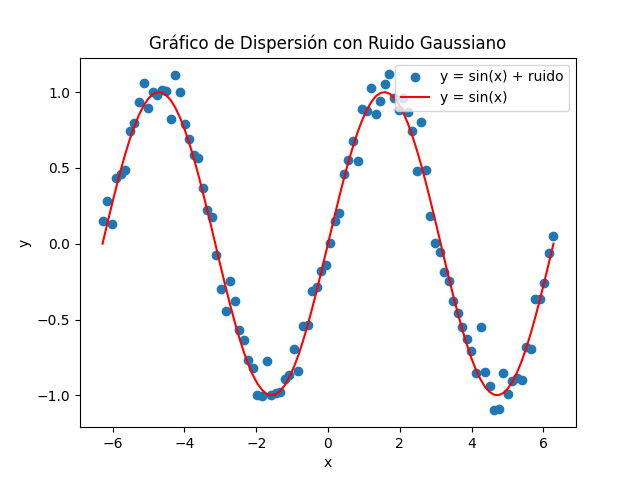 Gráfico de Dispersión con Ruido Gaussiano
y = sin(x) + ruido
y = sin(x)
1.0
0.5
0.0
−0.5
−1.0
y
−6
−4
−2
0
2
4
6
x